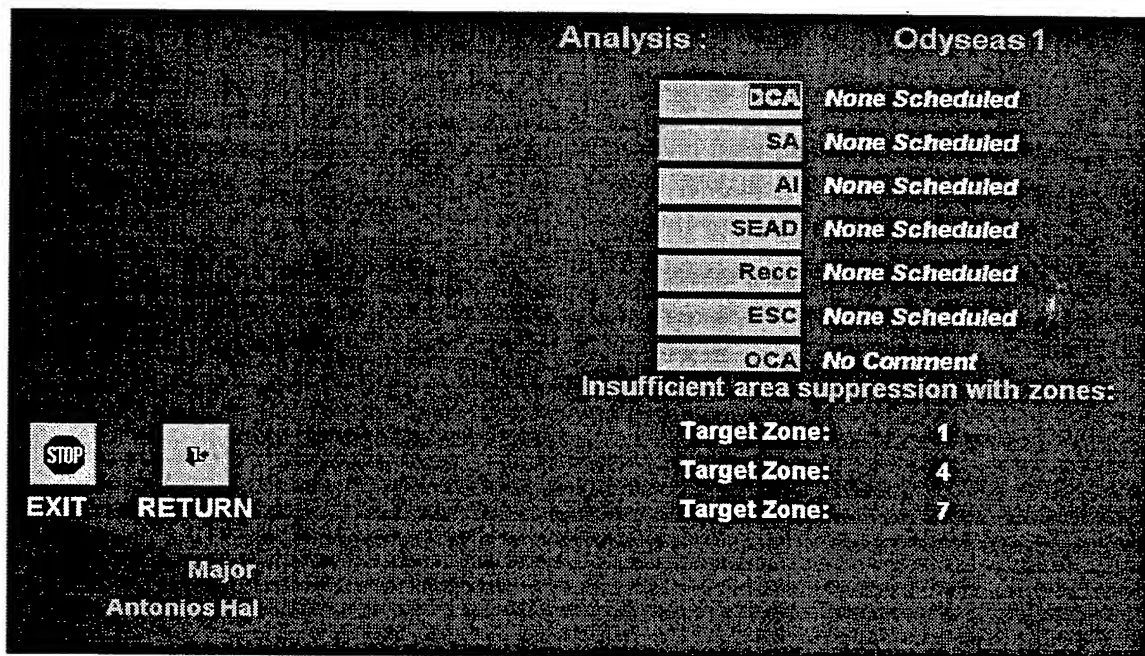 Analysis : Odyseas 1
DCA None Scheduled
SA None Scheduled
AI None Scheduled
SEAD None Scheduled
Recc None Scheduled
ESC None Scheduled
OCA No Comment
Insufficient area suppression with zones:
Target Zone: 1
Target Zone: 4
Target Zone: 7
STOP
EXIT RETURN
Major
Antonios Hal